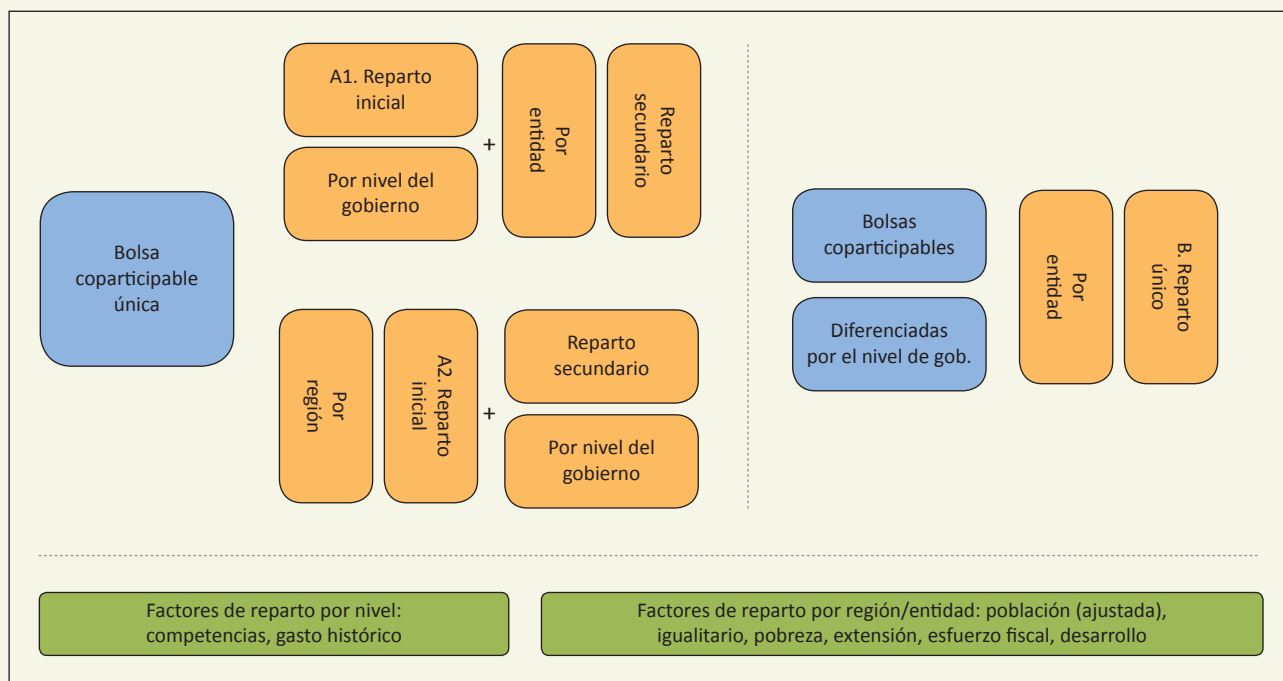 Bolsa
coparticipable
única
A1. Reparto
inicial
Por nivel del
gobierno
+
Por
entidad
Reparto
secundario
Por
región
A2. Reparto
inicial
+
Reparto
secundario
Por nivel del
gobierno
Bolsas
coparticipables
Diferenciadas
por el nivel de gob.
Por
entidad
B. Reparto
único
Factores de reparto por nivel:
competencias, gasto histórico
Factores de reparto por región/entidad: población (ajustada),
igualitario, pobreza, extensión, esfuerzo fiscal, desarrollo